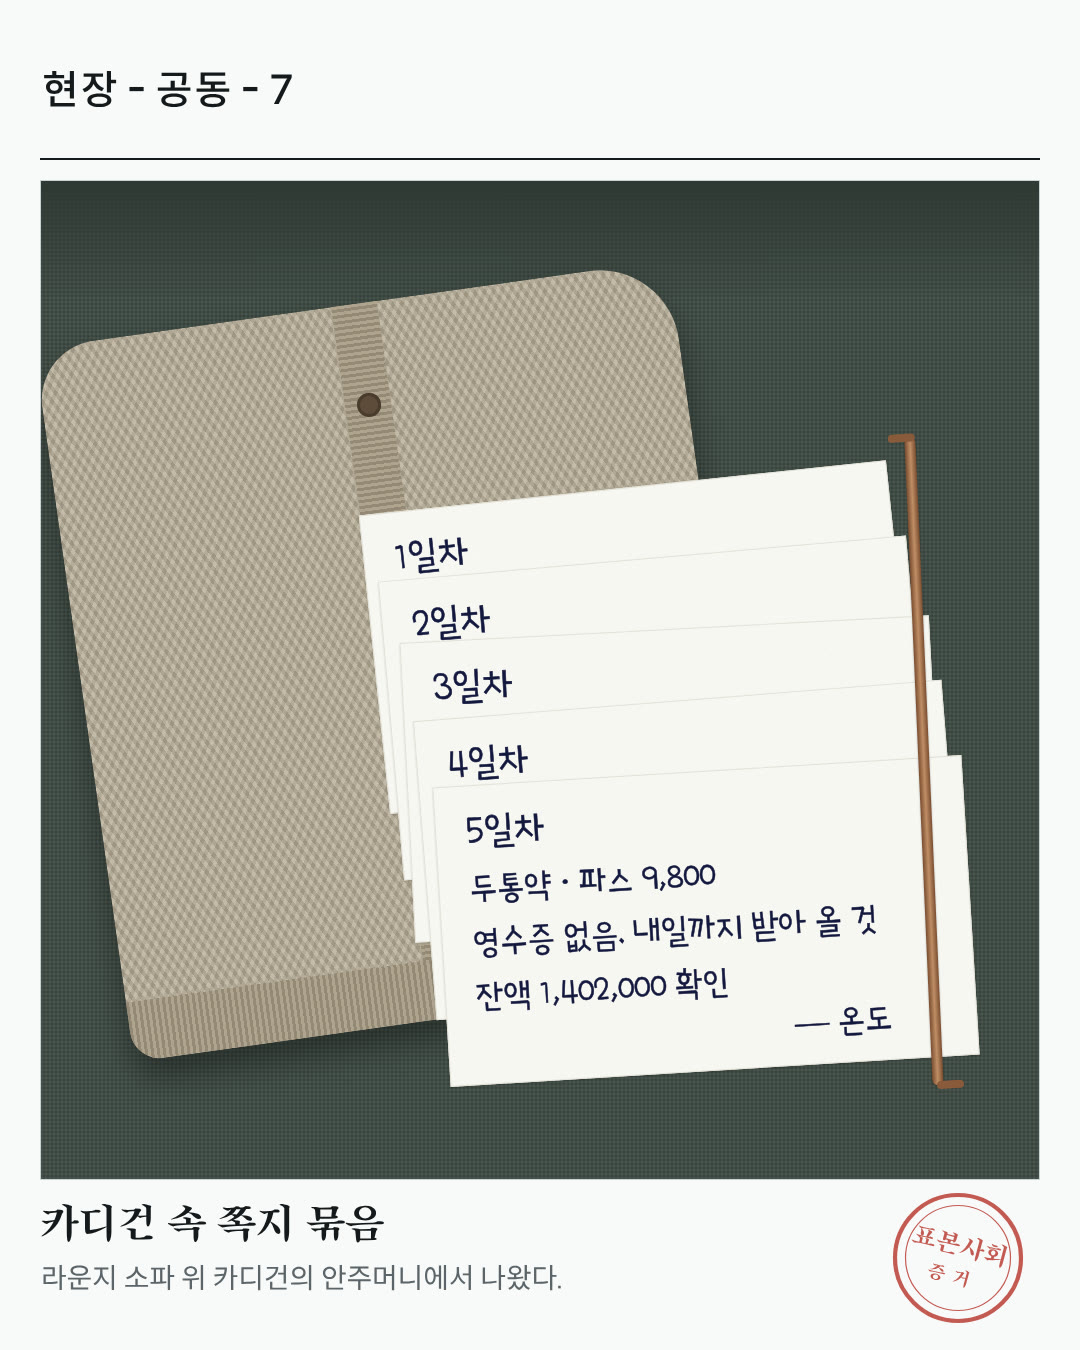 현장 - 공동 - 7
1일차
2일차
3일차
4일차
5일차
두통약 · 파스 9,800
영수증 없음. 내일까지 받아 올 것
잔액 1,402,000 확인
— 온도
카디건 속 쪽지 묶음
라운지 소파 위 카디건의 안주머니에서 나왔다.
표본사회
증거